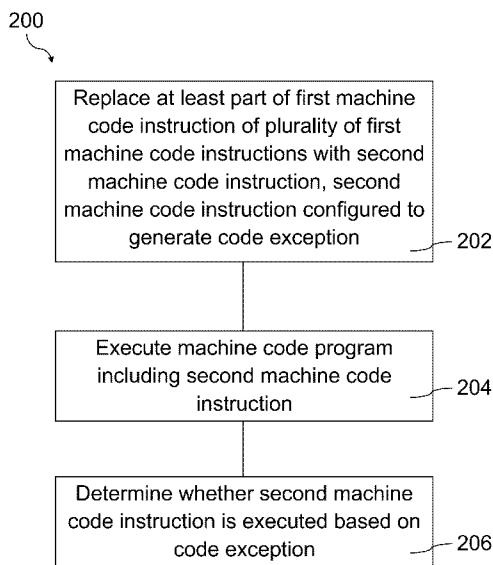 200
Replace at least part of first machine
code instruction of plurality of first
machine code instructions with second
machine code instruction, second
machine code instruction configured to
generate code exception
202
Execute machine code program
including second machine code
instruction
204
Determine whether second machine
code instruction is executed based on
code exception
206